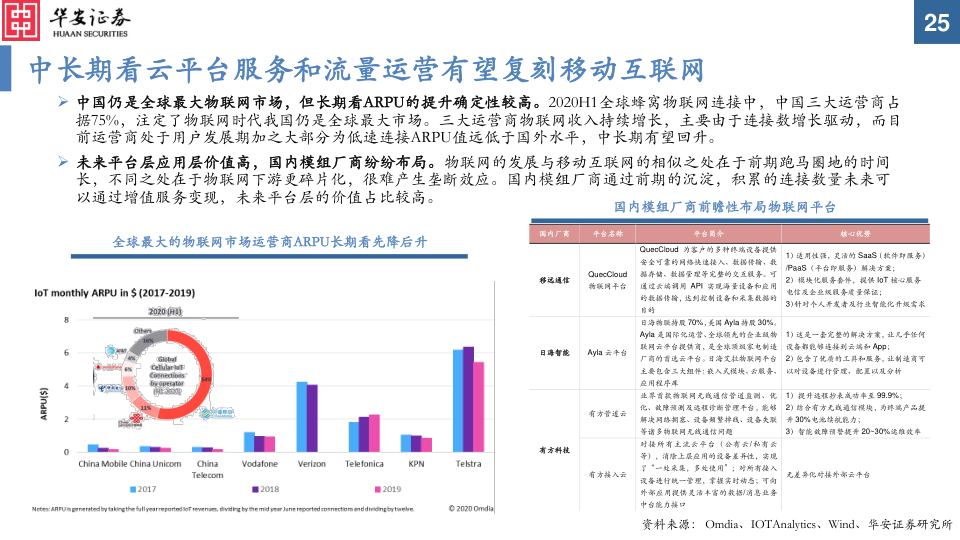 华安证券
HUAAN SECURITIES
25
中长期看云平台服务和流量运营有望复刻移动互联网
➢ 中国仍是全球最大物联网市场，但长期看ARPU的提升确定性较高。2020H1全球蜂窝物联网连接中，中国三大运营商占
据75%，注定了物联网时代我国仍是全球最大市场。三大运营商物联网收入持续增长，主要由于连接数增长驱动，而目
前运营商处于用户发展期加之大部分为低速连接ARPU值远低于国外水平，中长期有望回升。
➢ 未来平台层应用层价值高，国内模组厂商纷纷布局。物联网的发展与移动互联网的相似之处在于前期跑马圈地的时间
长，不同之处在于物联网下游更碎片化，很难产生垄断效应。国内模组厂商通过前期的沉淀，积累的连接数量未来可
以通过增值服务变现，未来平台层的价值占比较高。
全球最大的物联网市场运营商ARPU长期看先降后升
IoT monthly ARPU in $ (2017-2019)
2020 (H1)
Others
16%
AT&T
4%
6%
10%
11%
54%
Global
Cellular IoT
Connections
by operator
(H1 2020)
ARPU($)
8
6
4
2
0
China Mobile
China Unicom
China
Telecom
Vodafone
Verizon
Telefonica
KPN
Telstra
2017
2018
2019
Notes: ARPU is generated by taking the full year reported IoT revenues, dividing by the mid year June reported connections and dividing by twelve.
© 2020 Omdia
国内模组厂商前瞻性布局物联网平台
国内厂商 平台名称 平台简介 核心优势
移远通信
QuecCloud
物联网平台
QuecCloud 为客户的多种终端设备提供
安全可靠的网络快速接入、数据传输、数
据存储、数据管理等完整的交互服务。可
通过云端调用 API 实现海量设备和应用
的数据传输，达到控制设备和采集数据的
目的
1）适用性强，灵活的 SaaS（软件即服务）
/PaaS（平台即服务）解决方案；
2）模块化服务套件，提供 IOT 核心服务
电信及企业级服务质量保证；
3）针对个人开发者及行业智能化升级需求
日海智能
Ayla 云平台
日海物联持股 70%，美国 Ayla 持股 30%。
Ayla 是国际化运营、全球领先的企业级物
联网云平台提供商，是全球顶级家电制造
厂商的首选云平台。日海艾拉物联网平台
主要包含三大组件：嵌入式模块、云服务、
应用程序库
1）这是一套完整的解决方案，让几乎任何
设备都能够连接到云端和 App；
2）包含了优质的工具和服务，让制造商可
以对设备进行管理、配置以及分析
有方科技
有方管道云
业界首款物联网无线通信管道监测、优
化、故障预测及远程诊断管理平台，能够
解决网络拥塞、设备频繁掉线、设备失联
等诸多物联网无线通信问题
1）提升远程抄表成功率至 99.9%；
2）结合有方无线通信模块，为终端产品提
升 30%电池续航能力；
3）智能故障预警提升 20~30%运维效率
有方接入云
对接所有主流云平台（公有云/私有云
等），消除上层应用的设备差异性，实现
了“一处采集，多处使用”；对所有接入
设备进行统一管理，掌握实时动态；可向
外部应用提供灵活丰富的数据/消息业务
中台能力接口
无差异化对接外部云平台
资料来源： Omdia、IOTAnalytics、Wind、华安证券研究所